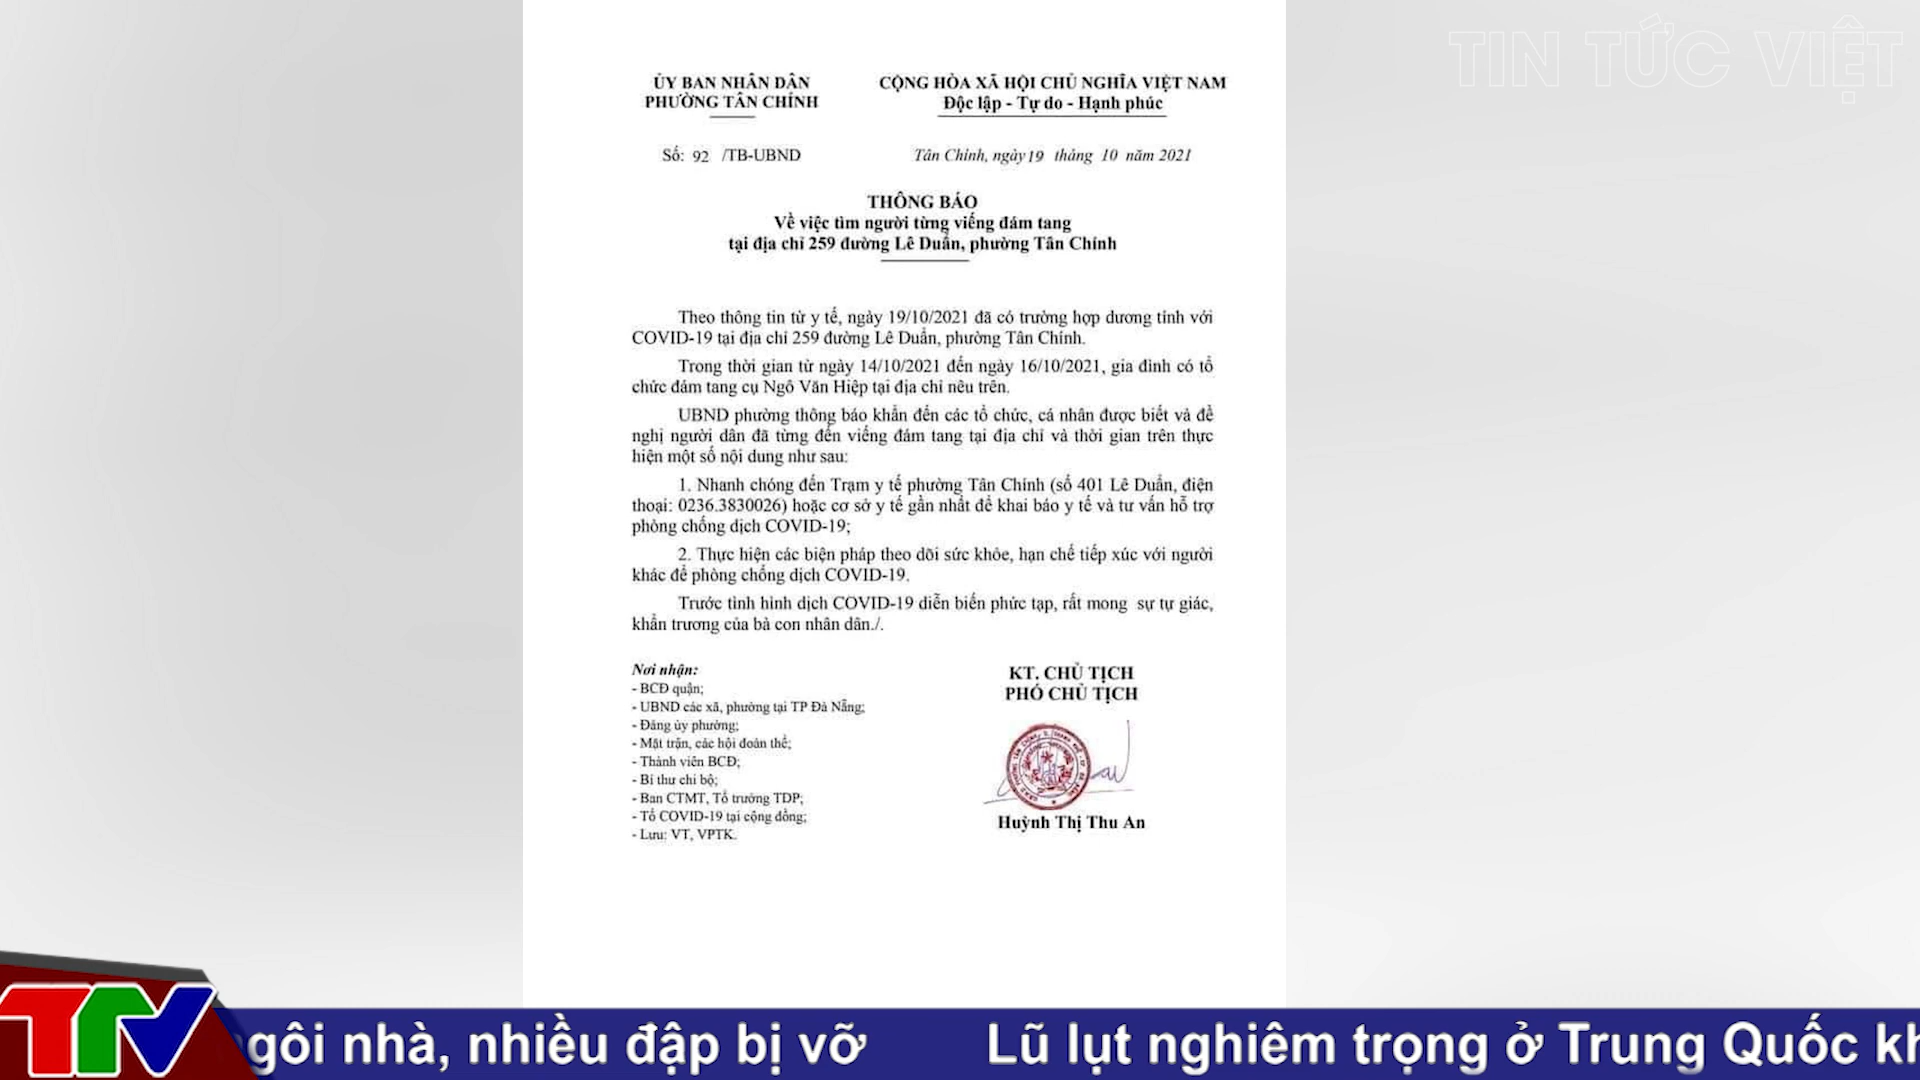 TIN TỨC VIỆT
ỦY BAN NHÂN DÂN
PHƯỜNG TÂN CHÍNH
CỘNG HÒA XÃ HỘI CHỦ NGHĨA VIỆT NAM
Độc lập - Tự do - Hạnh phúc
Số: 92 /TB-UBND
Tân Chính, ngày 19 tháng 10 năm 2021
THÔNG BÁO
Về việc tìm người từng viếng đám tang
tại địa chỉ 259 đường Lê Duẩn, phường Tân Chính
Theo thông tin từ y tế, ngày 19/10/2021 đã có trường hợp dương tính với
COVID-19 tại địa chỉ 259 đường Lê Duẩn, phường Tân Chính.
Trong thời gian từ ngày 14/10/2021 đến ngày 16/10/2021, gia đình có tổ
chức đám tang cụ Ngô Văn Hiệp tại địa chỉ nêu trên.
UBND phường thông báo khẩn đến các tổ chức, cá nhân được biết và đề
nghị người dân đã từng đến viếng đám tang tại địa chỉ và thời gian trên thực
hiện một số nội dung như sau:
1. Nhanh chóng đến Trạm y tế phường Tân Chính (số 401 Lê Duẩn, điện
thoại: 0236.3830026) hoặc cơ sở y tế gần nhất để khai báo y tế và tư vấn hỗ trợ
phòng chống dịch COVID-19;
2. Thực hiện các biện pháp theo dõi sức khỏe, hạn chế tiếp xúc với người
khác để phòng chống dịch COVID-19.
Trước tình hình dịch COVID-19 diễn biến phức tạp, rất mong sự tự giác,
khẩn trương của bà con nhân dân./.
Nơi nhận:
- BCĐ quận;
- UBND các xã, phường tại TP Đà Nẵng;
- Đảng ủy phường;
- Mặt trận, các hội đoàn thể;
- Thành viên BCĐ;
- Bí thư chi bộ;
- Ban CTMT, Tổ trưởng TDP;
- Tổ COVID-19 tại cộng đồng;
- Lưu: VT, VPTK.
KT. CHỦ TỊCH
PHÓ CHỦ TỊCH
Huỳnh Thị Thu An
TTV
ngôi nhà, nhiều đập bị vỡ Lũ lụt nghiêm trọng ở Trung Quốc kh